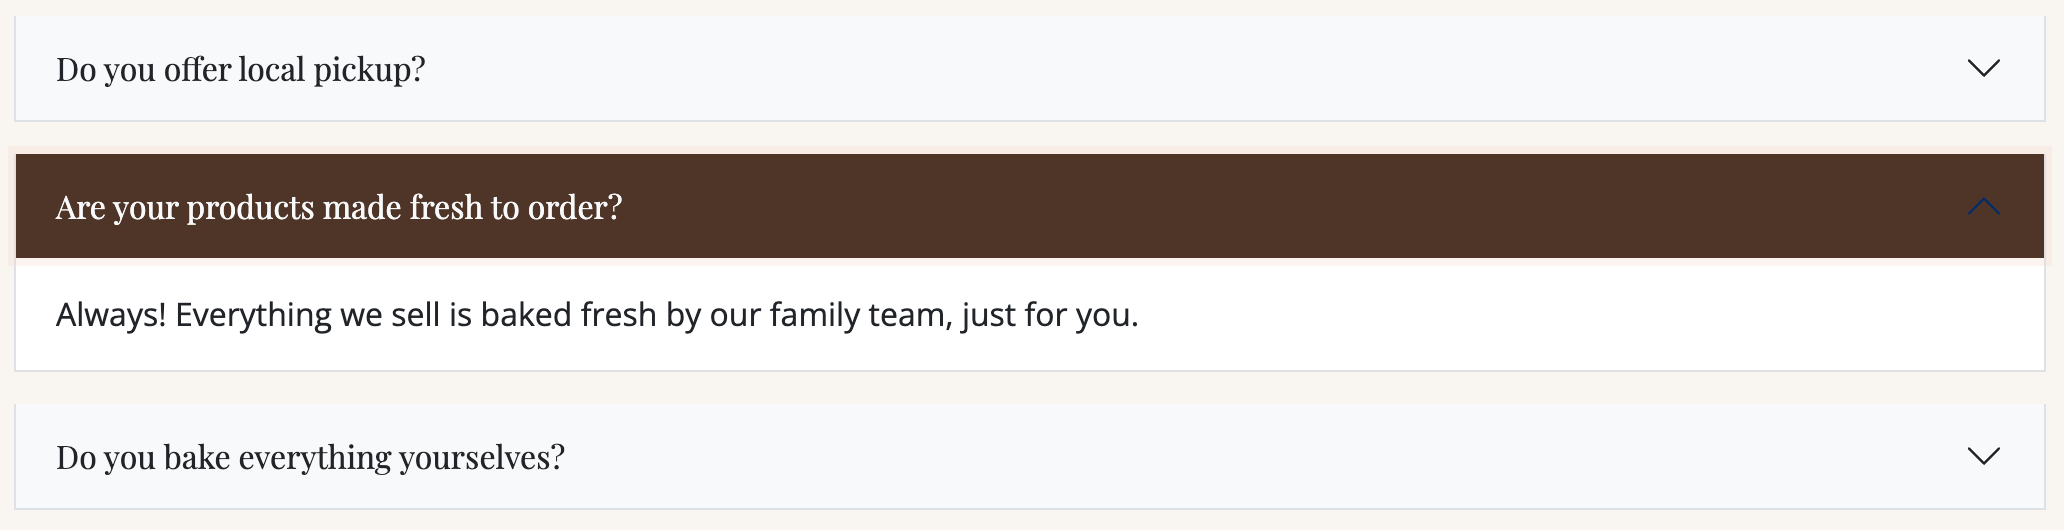 Do you offer local pickup?
Are your products made fresh to order?
Always! Everything we sell is baked fresh by our family team, just for you.
Do you bake everything yourselves?